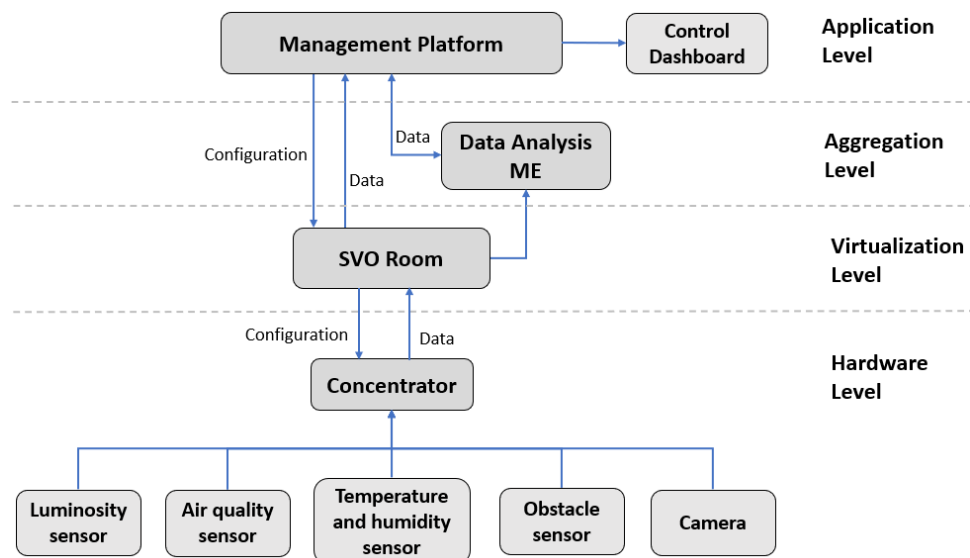 Management Platform
Control
Dashboard
Application
Level
Configuration
Data
Data
Data Analysis
ME
Aggregation
Level
SVO Room
Virtualization
Level
Configuration
Data
Concentrator
Hardware
Level
Luminosity
sensor
Air quality
sensor
Temperature
and humidity
sensor
Obstacle
sensor
Camera